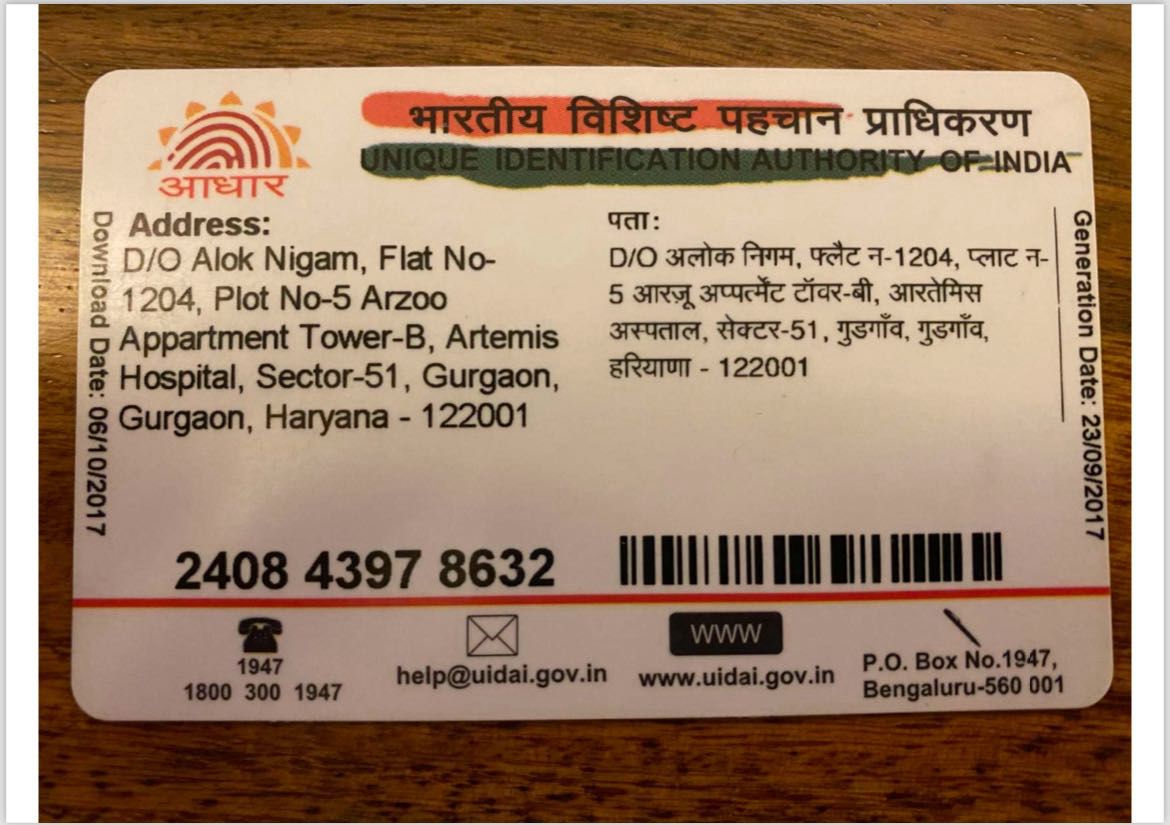 भारतीय विशिष्ट पहचान प्राधिकरण
UNIQUE IDENTIFICATION AUTHORITY OF INDIA
आधार
Download Date: 06/10/2017
Address:
D/O Alok Nigam, Flat No-
1204, Plot No-5 Arzoo
Appartment Tower-B, Artemis
Hospital, Sector-51, Gurgaon,
Gurgaon, Haryana - 122001
पता:
D/O अलोक निगम, फ्लैट न-1204, प्लाट न-
5 आरज़ू अप्पर्त्मेंट टॉवर-बी, आरतेमिस
अस्पताल, सेक्टर-51, गुडगाँव, गुडगाँव,
हरियाणा - 122001
Generation Date: 23/09/2017
2408 4397 8632
1947
1800 300 1947
help@uidai.gov.in
WWW
www.uidai.gov.in
P.O. Box No.1947,
Bengaluru-560 001